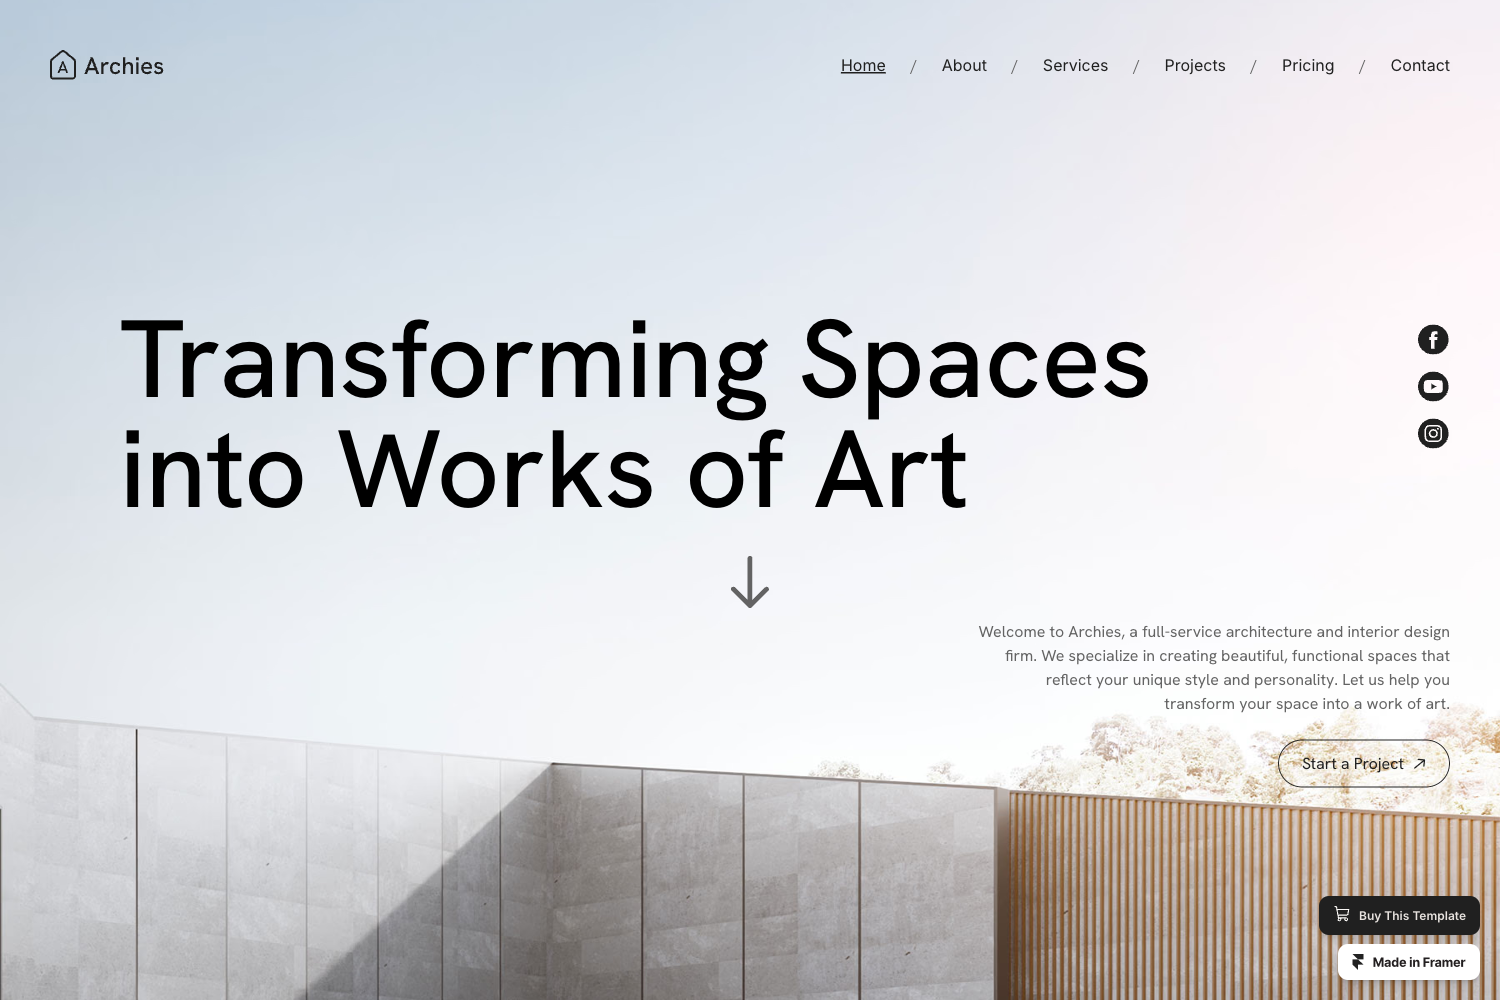 A Archies
Home / About / Services / Projects / Pricing / Contact
Transforming Spaces
into Works of Art
Welcome to Archies, a full-service architecture and interior design
firm. We specialize in creating beautiful, functional spaces that
reflect your unique style and personality. Let us help you
transform your space into a work of art.
Start a Project
Buy This Template
Made in Framer